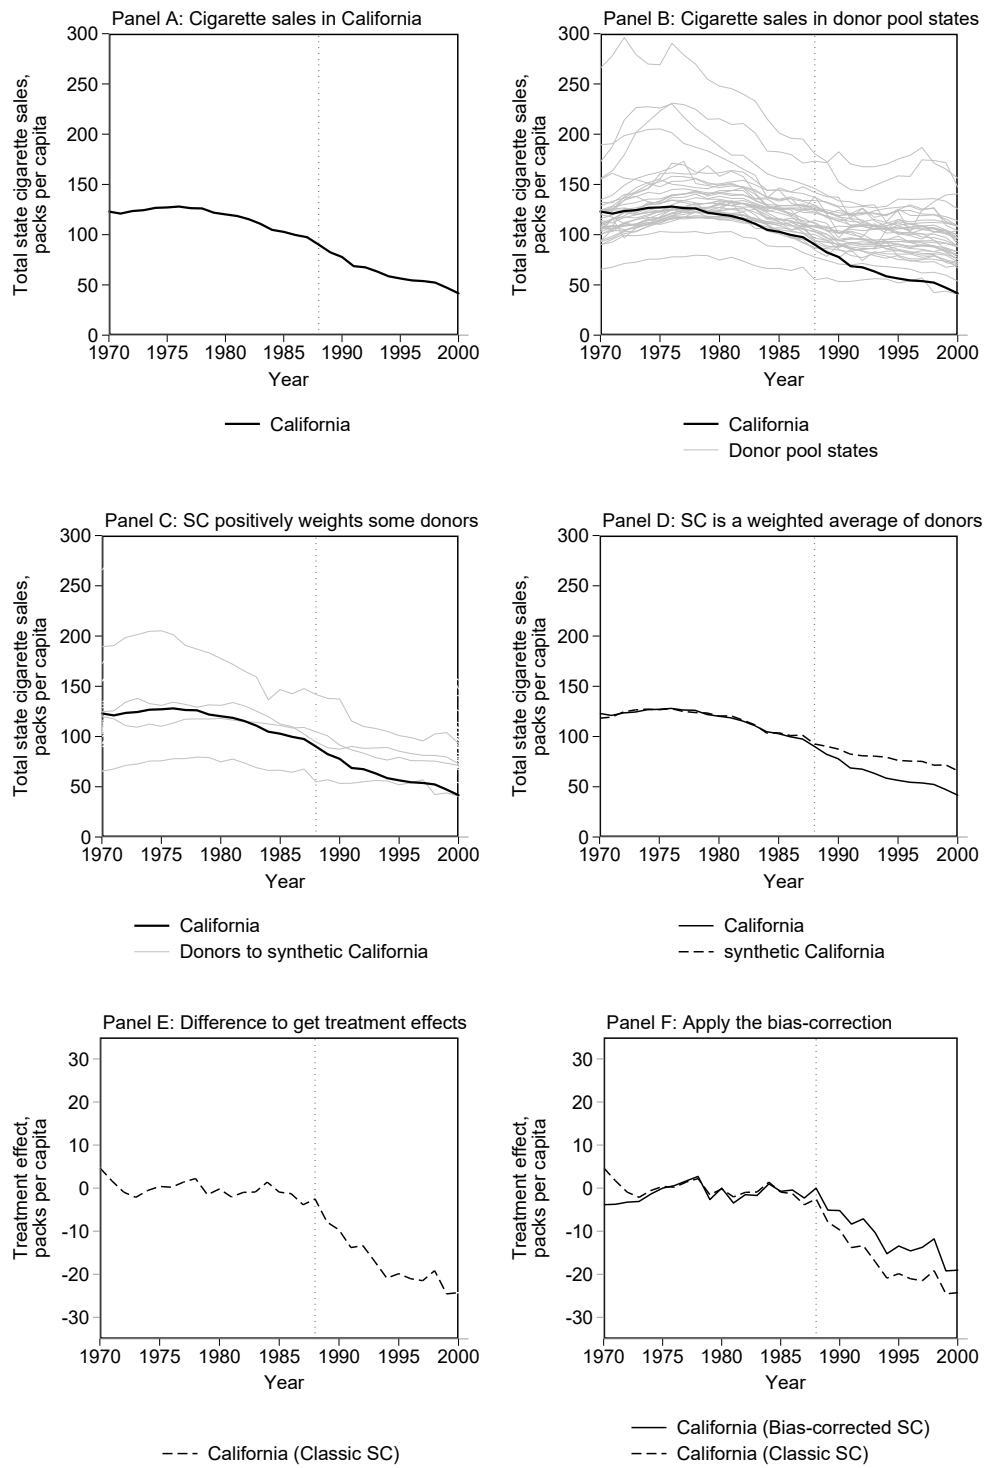 Panel A: Cigarette sales in California
Total state cigarette sales,
packs per capita
300
250
200
150
100
50
0
1970 1975 1980 1985 1990 1995 2000
Year
California
Panel B: Cigarette sales in donor pool states
Total state cigarette sales,
packs per capita
300
250
200
150
100
50
0
1970 1975 1980 1985 1990 1995 2000
Year
California
Donor pool states
Panel C: SC positively weights some donors
Total state cigarette sales,
packs per capita
300
250
200
150
100
50
0
1970 1975 1980 1985 1990 1995 2000
Year
California
Donors to synthetic California
Panel D: SC is a weighted average of donors
Total state cigarette sales,
packs per capita
300
250
200
150
100
50
0
1970 1975 1980 1985 1990 1995 2000
Year
California
synthetic California
Panel E: Difference to get treatment effects
Treatment effect,
packs per capita
30
20
10
0
-10
-20
-30
1970 1975 1980 1985 1990 1995 2000
Year
California (Classic SC)
Panel F: Apply the bias-correction
Treatment effect,
packs per capita
30
20
10
0
-10
-20
-30
1970 1975 1980 1985 1990 1995 2000
Year
California (Bias-corrected SC)
California (Classic SC)